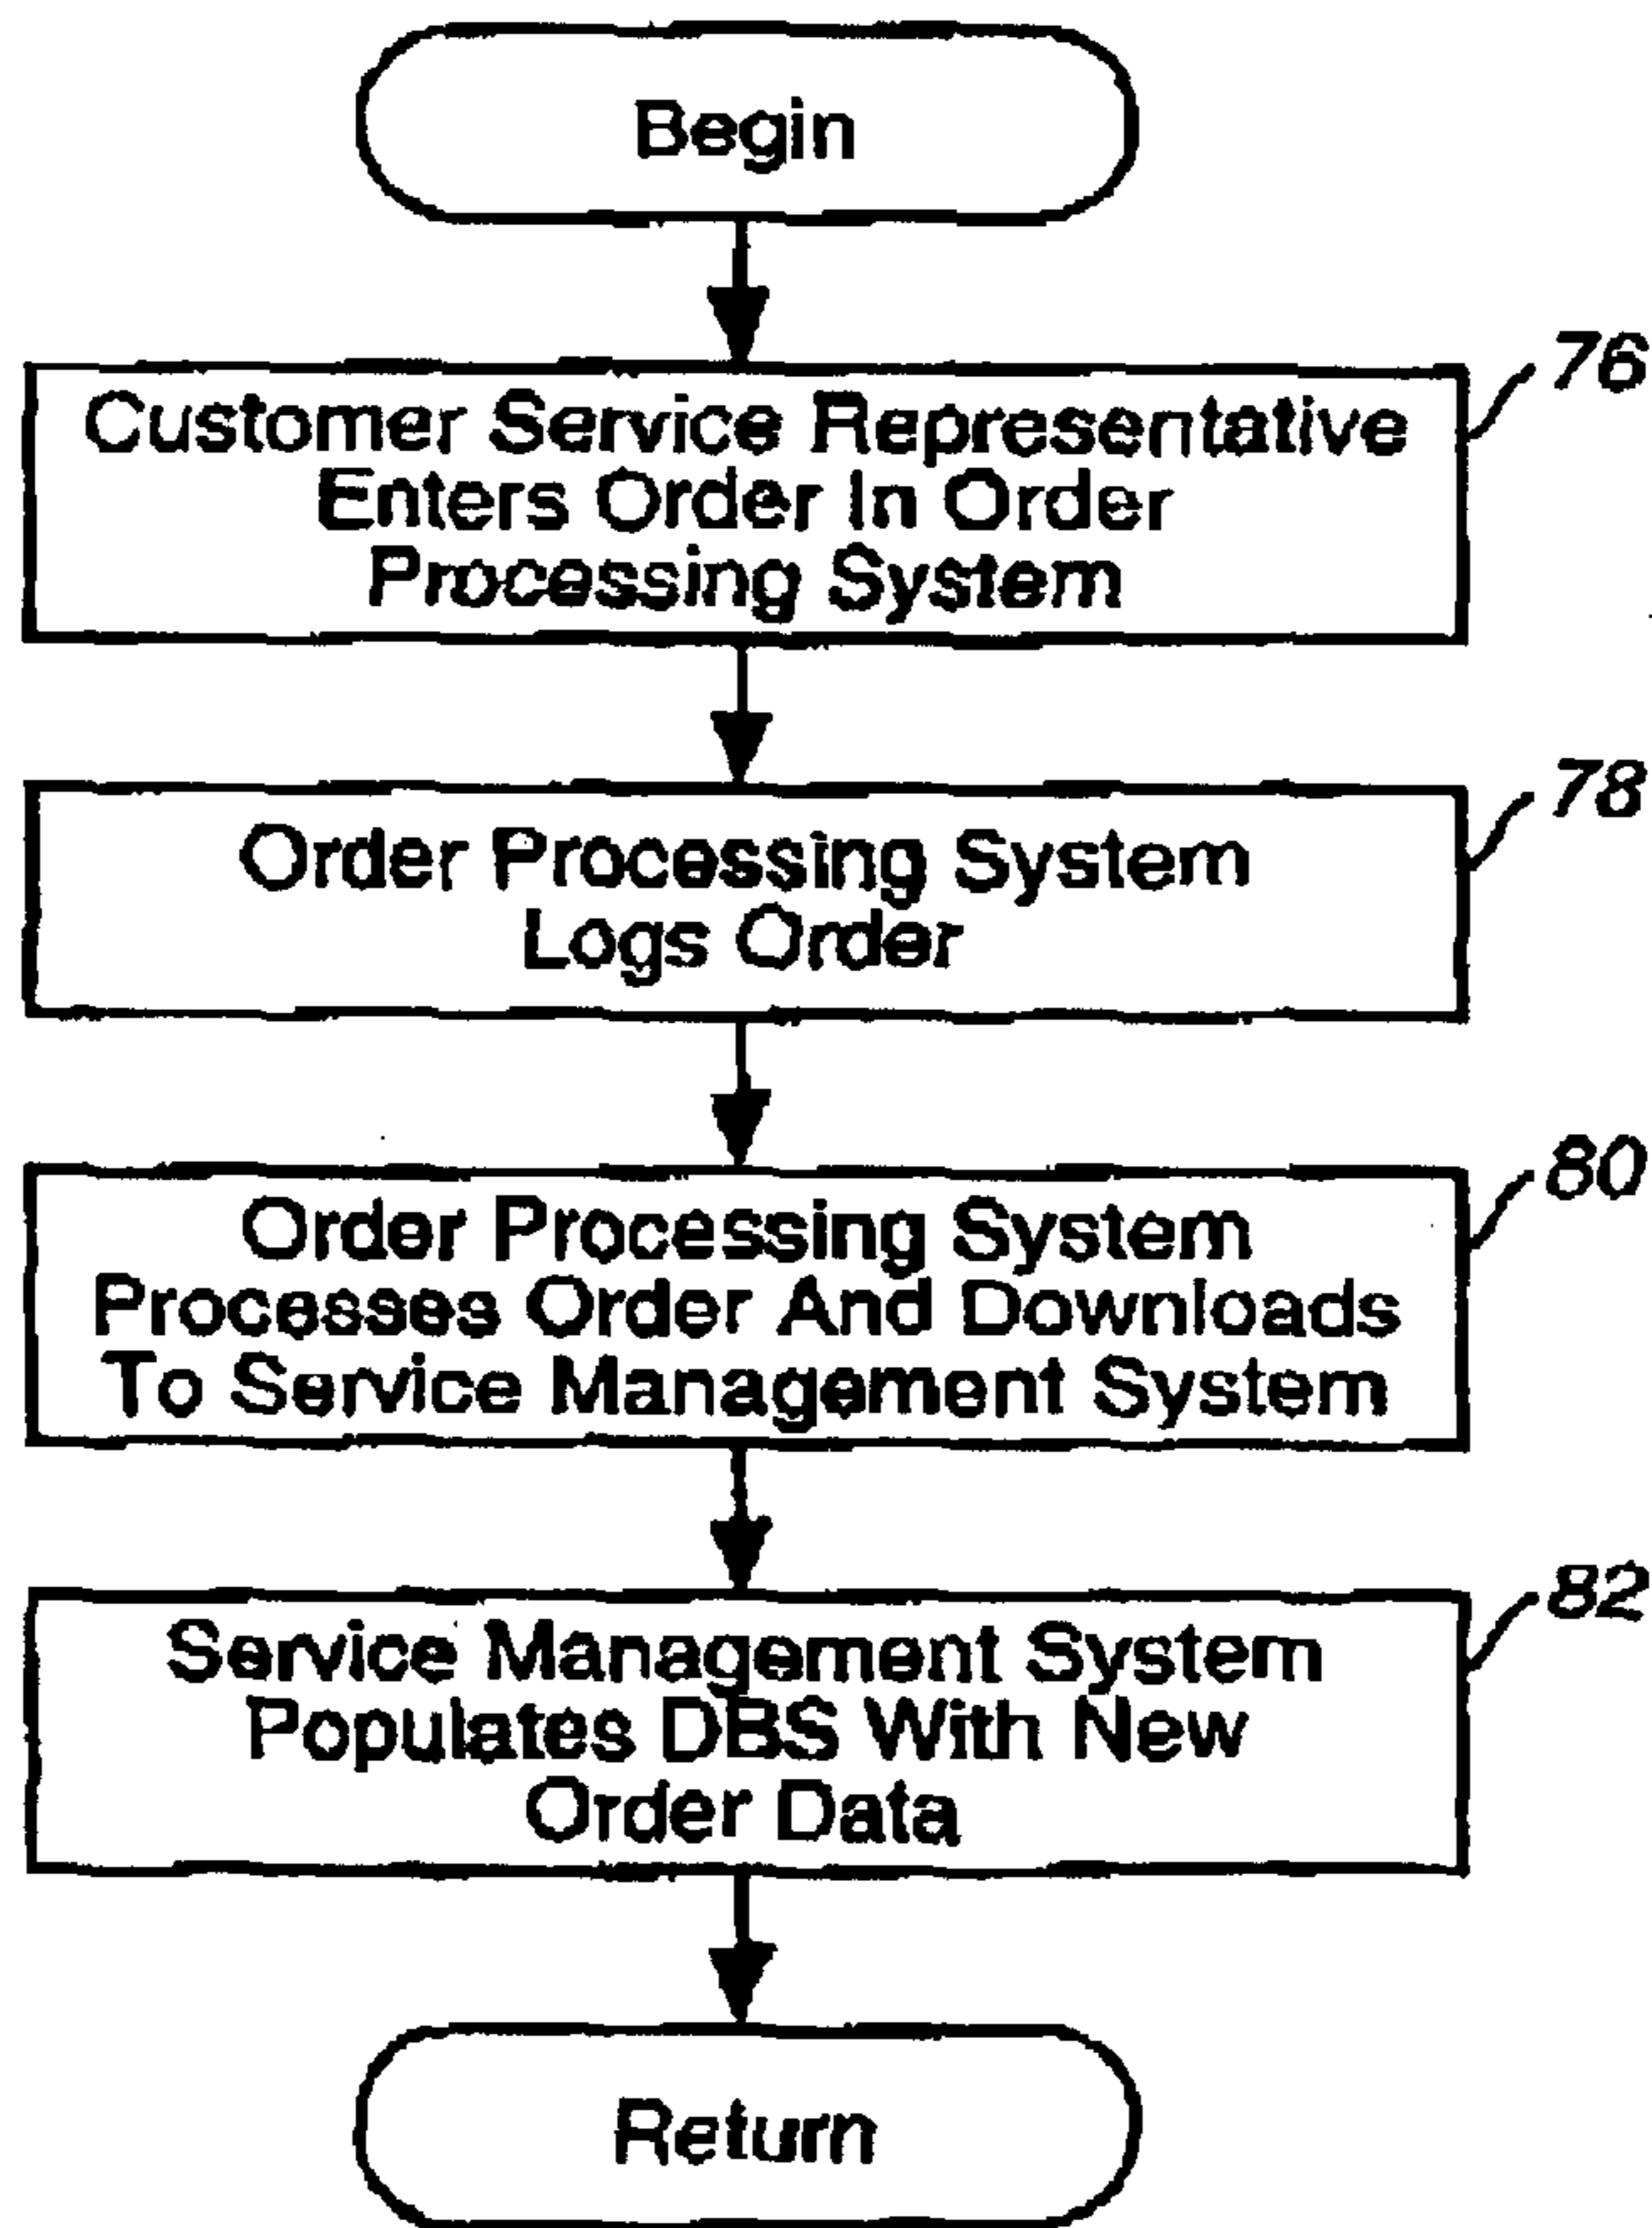 Begin
76
Customer Service Representative
Enters Order In Order
Processing System
78
Order Processing System
Logs Order
80
Order Processing System
Processes Order And Downloads
To Service Management System
82
Service Management System
Populates DBS With New
Order Data
Return